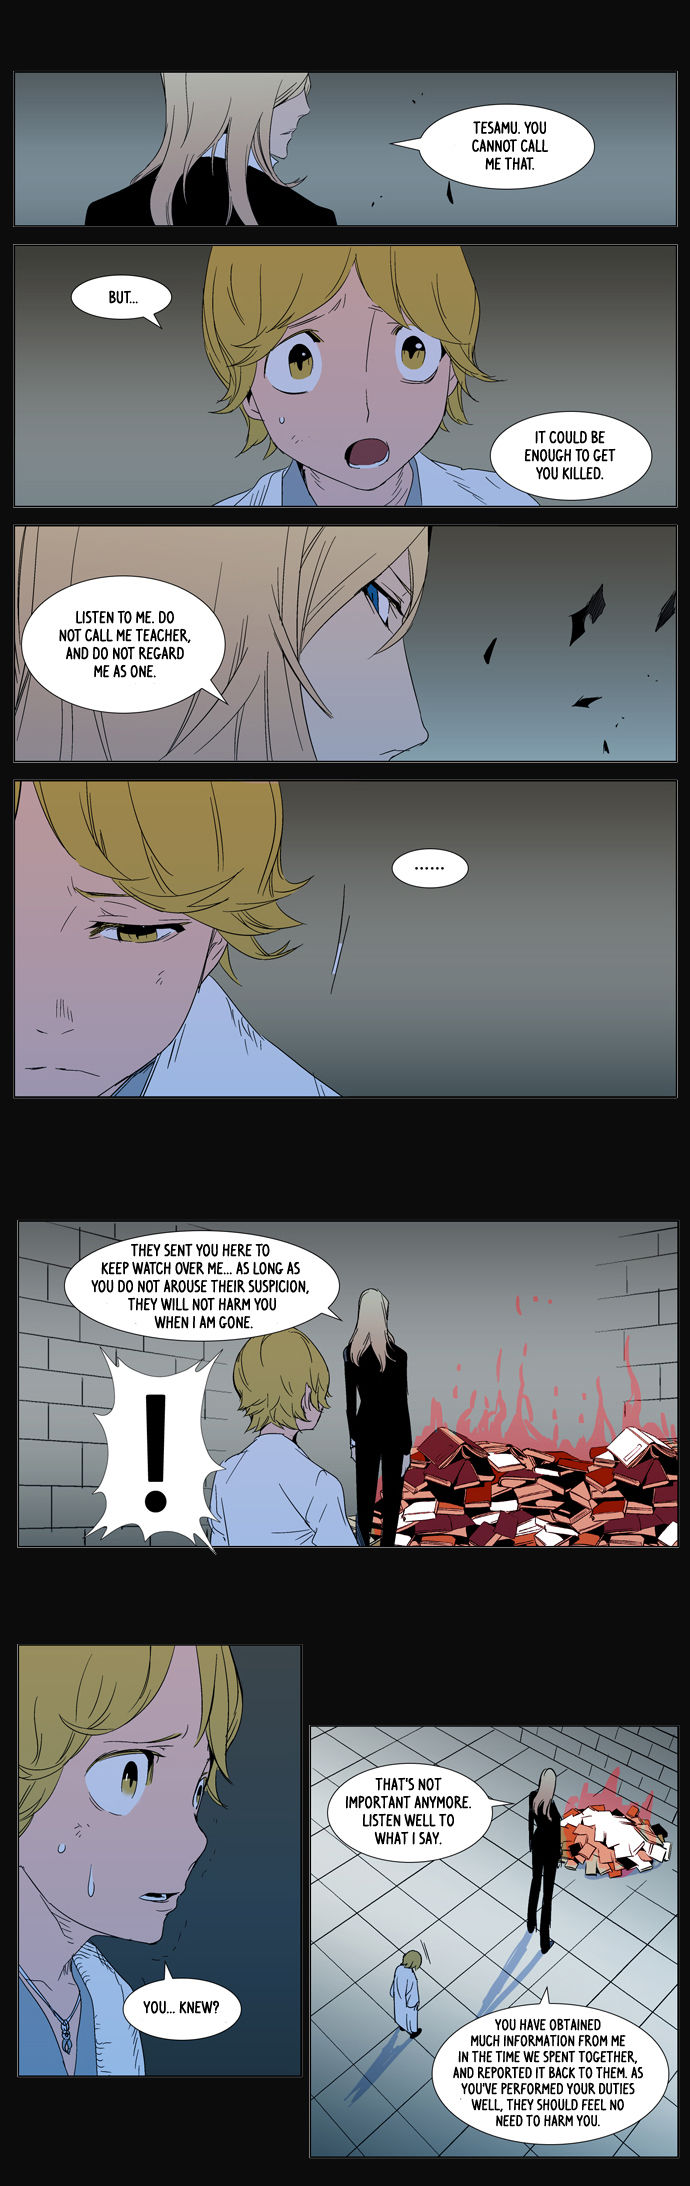 TESAMU. YOU
CANNOT CALL
ME THAT.
BUT...
IT COULD BE
ENOUGH TO GET
YOU KILLED.
LISTEN TO ME. DO
NOT CALL ME TEACHER,
AND DO NOT REGARD
ME AS ONE.
......
THEY SENT YOU HERE TO
KEEP WATCH OVER ME... AS LONG AS
YOU DO NOT AROUSE THEIR SUSPICION,
THEY WILL NOT HARM YOU
WHEN I AM GONE.
!
YOU... KNEW?
THAT'S NOT
IMPORTANT ANYMORE.
LISTEN WELL TO
WHAT I SAY.
YOU HAVE OBTAINED
MUCH INFORMATION FROM ME
IN THE TIME WE SPENT TOGETHER,
AND REPORTED IT BACK TO THEM. AS
YOU'VE PERFORMED YOUR DUTIES
WELL, THEY SHOULD FEEL NO
NEED TO HARM YOU.